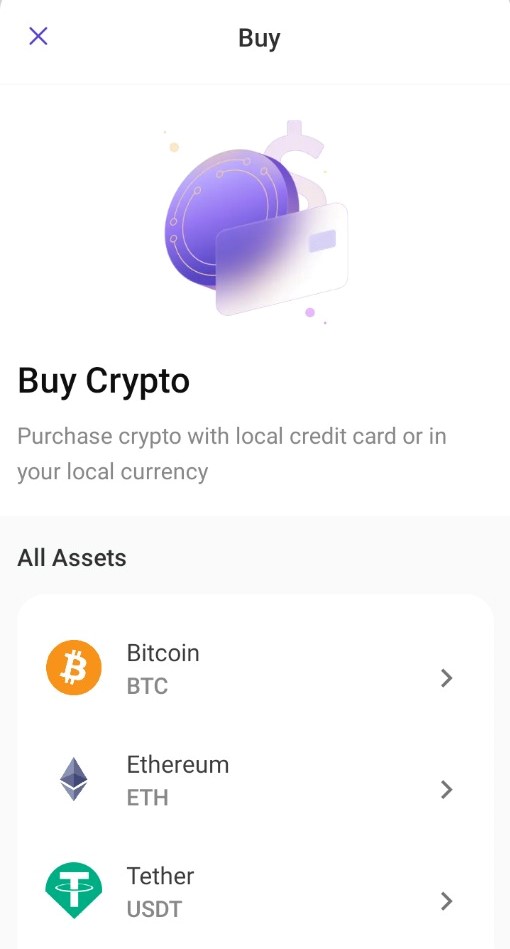 Buy
Buy Crypto
Purchase crypto with local credit card or in
your local currency
All Assets
Bitcoin
BTC
Ethereum
ETH
Tether
USDT